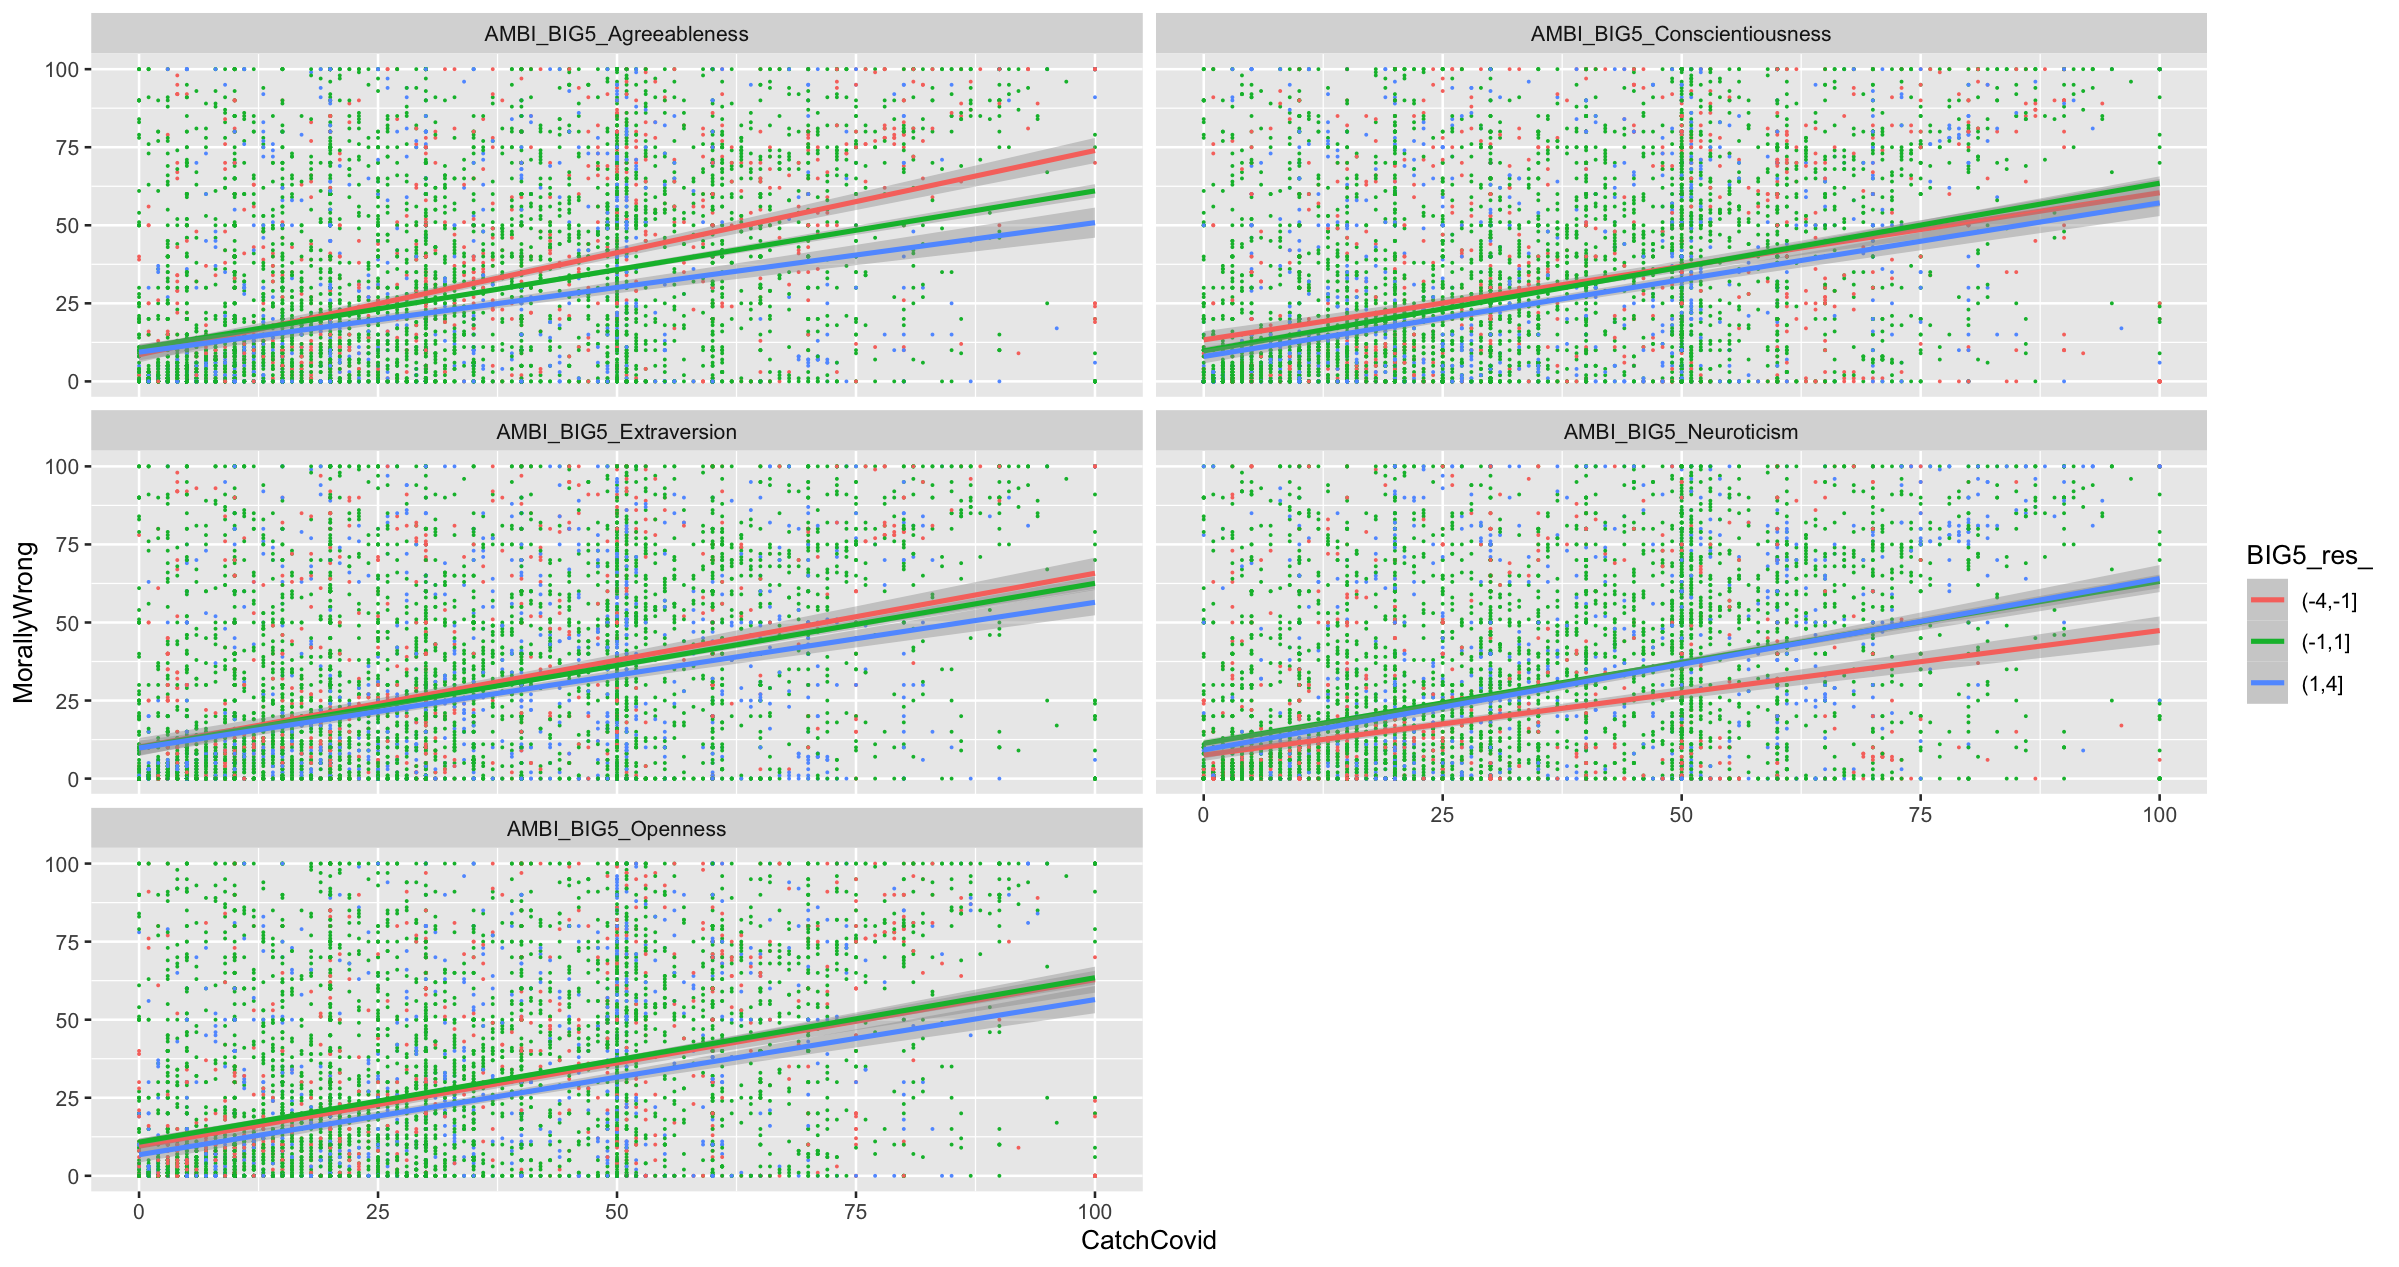 AMBI_BIG5_Agreeableness
AMBI_BIG5_Conscientiousness
100
75
50
25
0
AMBI_BIG5_Extraversion
AMBI_BIG5_Neuroticism
100
75
50
25
0
0 25 50 75 100
AMBI_BIG5_Openness
100
75
50
25
0
0 25 50 75 100
CatchCovid
MorallyWrong
BIG5_res_
(-4,-1]
(-1,1]
(1,4]